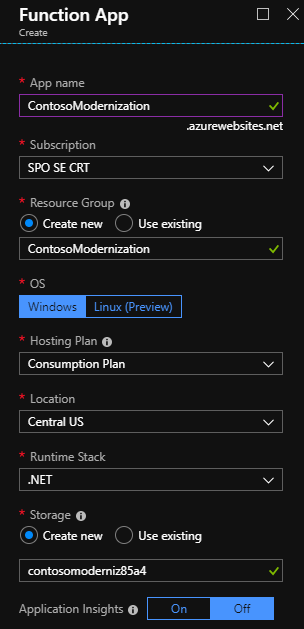 Function App
Create
* App name
ContosoModernization
.azurewebsites.net
* Subscription
SPO SE CRT
* Resource Group
Create new Use existing
ContosoModernization
* OS
Windows Linux (Preview)
* Hosting Plan
Consumption Plan
* Location
Central US
* Runtime Stack
.NET
* Storage
Create new Use existing
contosomoderniz85a4
Application Insights On Off